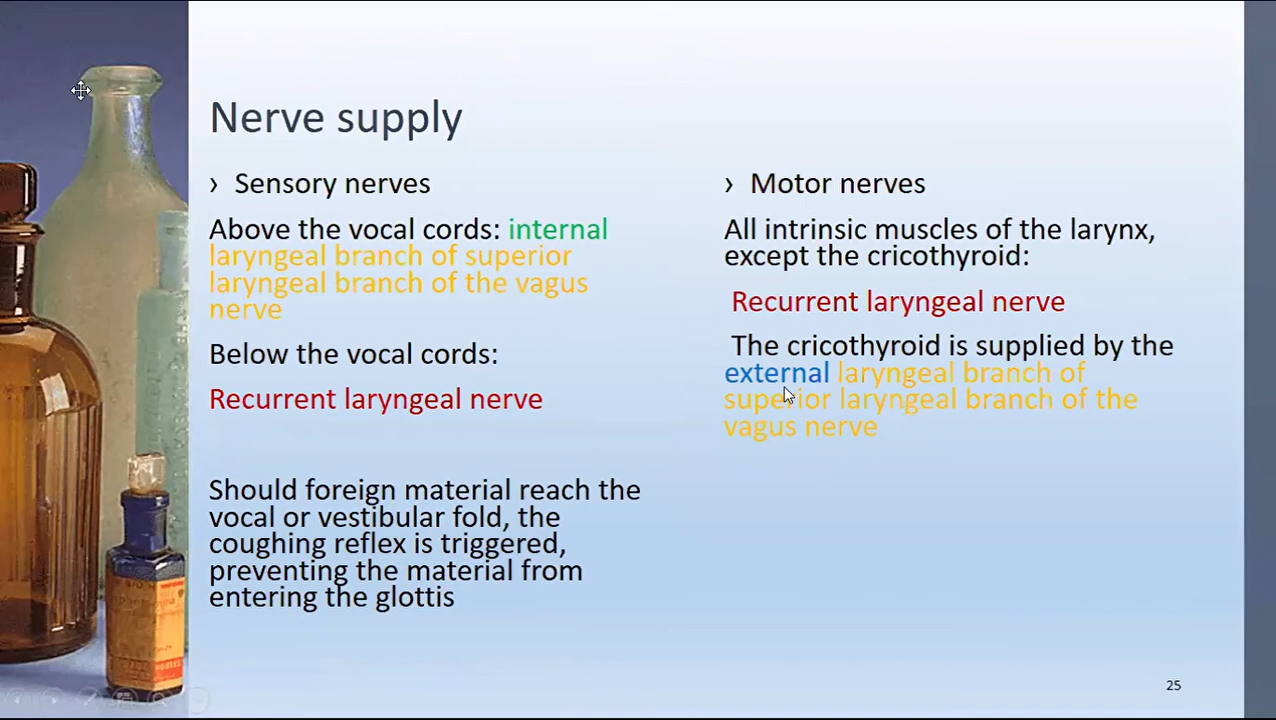 Nerve supply
› Sensory nerves
Above the vocal cords: internal
laryngeal branch of superior
laryngeal branch of the vagus
nerve
Below the vocal cords:
Recurrent laryngeal nerve
Should foreign material reach the
vocal or vestibular fold, the
coughing reflex is triggered,
preventing the material from
entering the glottis
› Motor nerves
All intrinsic muscles of the larynx,
except the cricothyroid:
Recurrent laryngeal nerve
The cricothyroid is supplied by the
external laryngeal branch of
superior laryngeal branch of the
vagus nerve
25